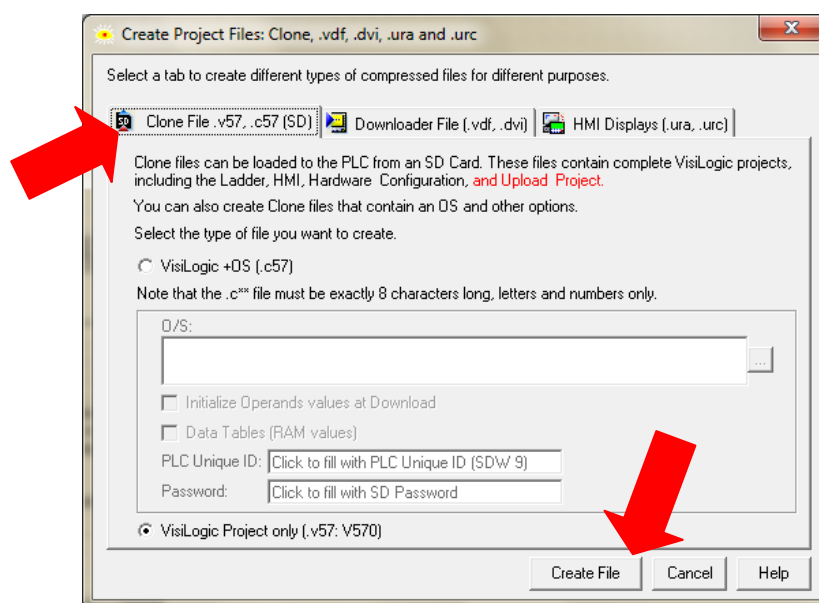 Create Project Files: Clone, .vdf, .dvi, .ura and .urc
Select a tab to create different types of compressed files for different purposes.
SD Clone File .v57, .c57 (SD) Downloader File (.vdf, .dvi) HMI Displays (.ura, .urc)
Clone files can be loaded to the PLC from an SD Card. These files contain complete VisiLogic projects,
including the Ladder, HMI, Hardware Configuration, and Upload Project.
You can also create Clone files that contain an OS and other options.
Select the type of file you want to create.
VisiLogic +OS (.c57)
Note that the .c** file must be exactly 8 characters long, letters and numbers only.
O/S:
...
Initialize Operands values at Download
Data Tables (RAM values)
PLC Unique ID: Click to fill with PLC Unique ID (SDW 9)
Password: Click to fill with SD Password
VisiLogic Project only (.v57: V570)
Create File Cancel Help